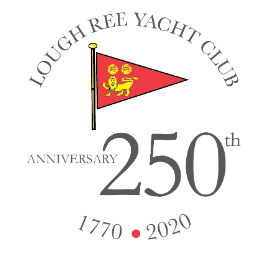 LOUGH REE YACHT CLUB
ANNIVERSARY 250th
1770 • 2020